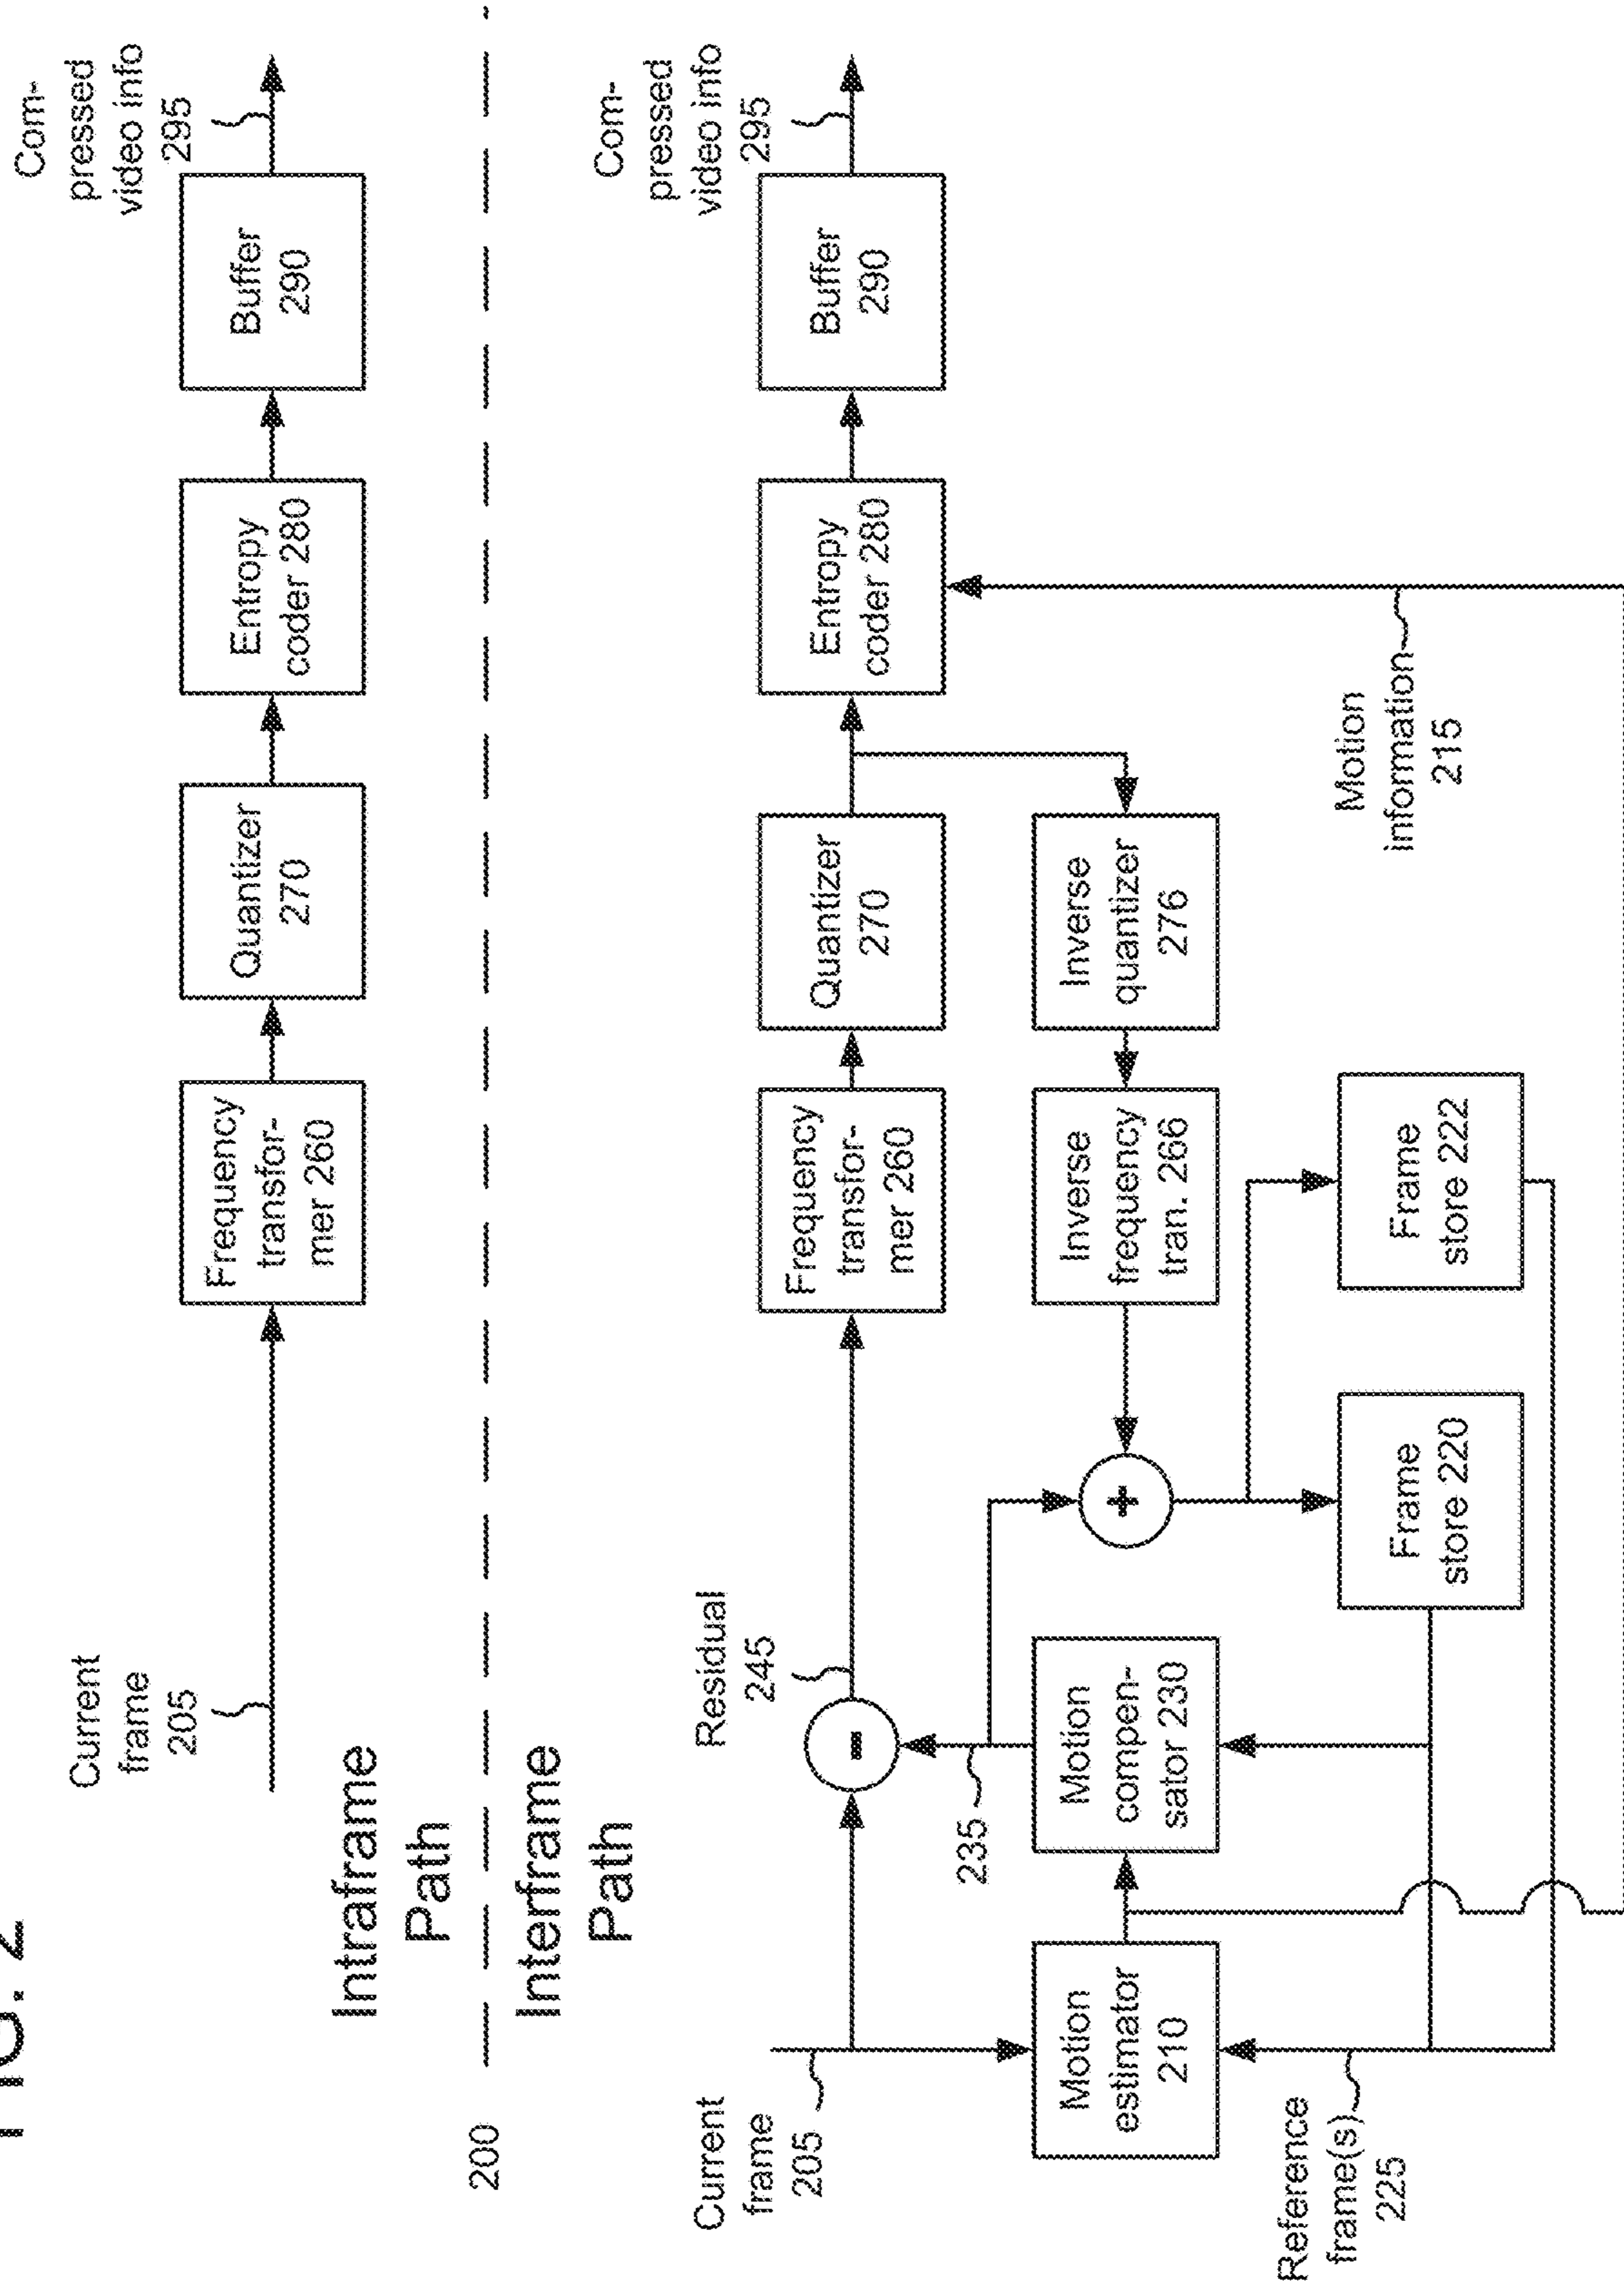 FIG. 2
Current
frame
205
Frequency
transfor-
mer 260
Quantizer
270
Entropy
coder 280
Buffer
290
Com-
pressed
video info
295
Intraframe
Path
200
Interframe
Path
Current
frame
205
Residual
245
-
Frequency
transfor-
mer 260
Quantizer
270
Entropy
coder 280
Buffer
290
Com-
pressed
video info
295
235
Motion
estimator
210
Motion
compen-
sator 230
+
Inverse
frequency
tran. 266
Inverse
quantizer
276
Reference
frame(s)
225
Frame
store 220
Frame
store 222
Motion
information
215